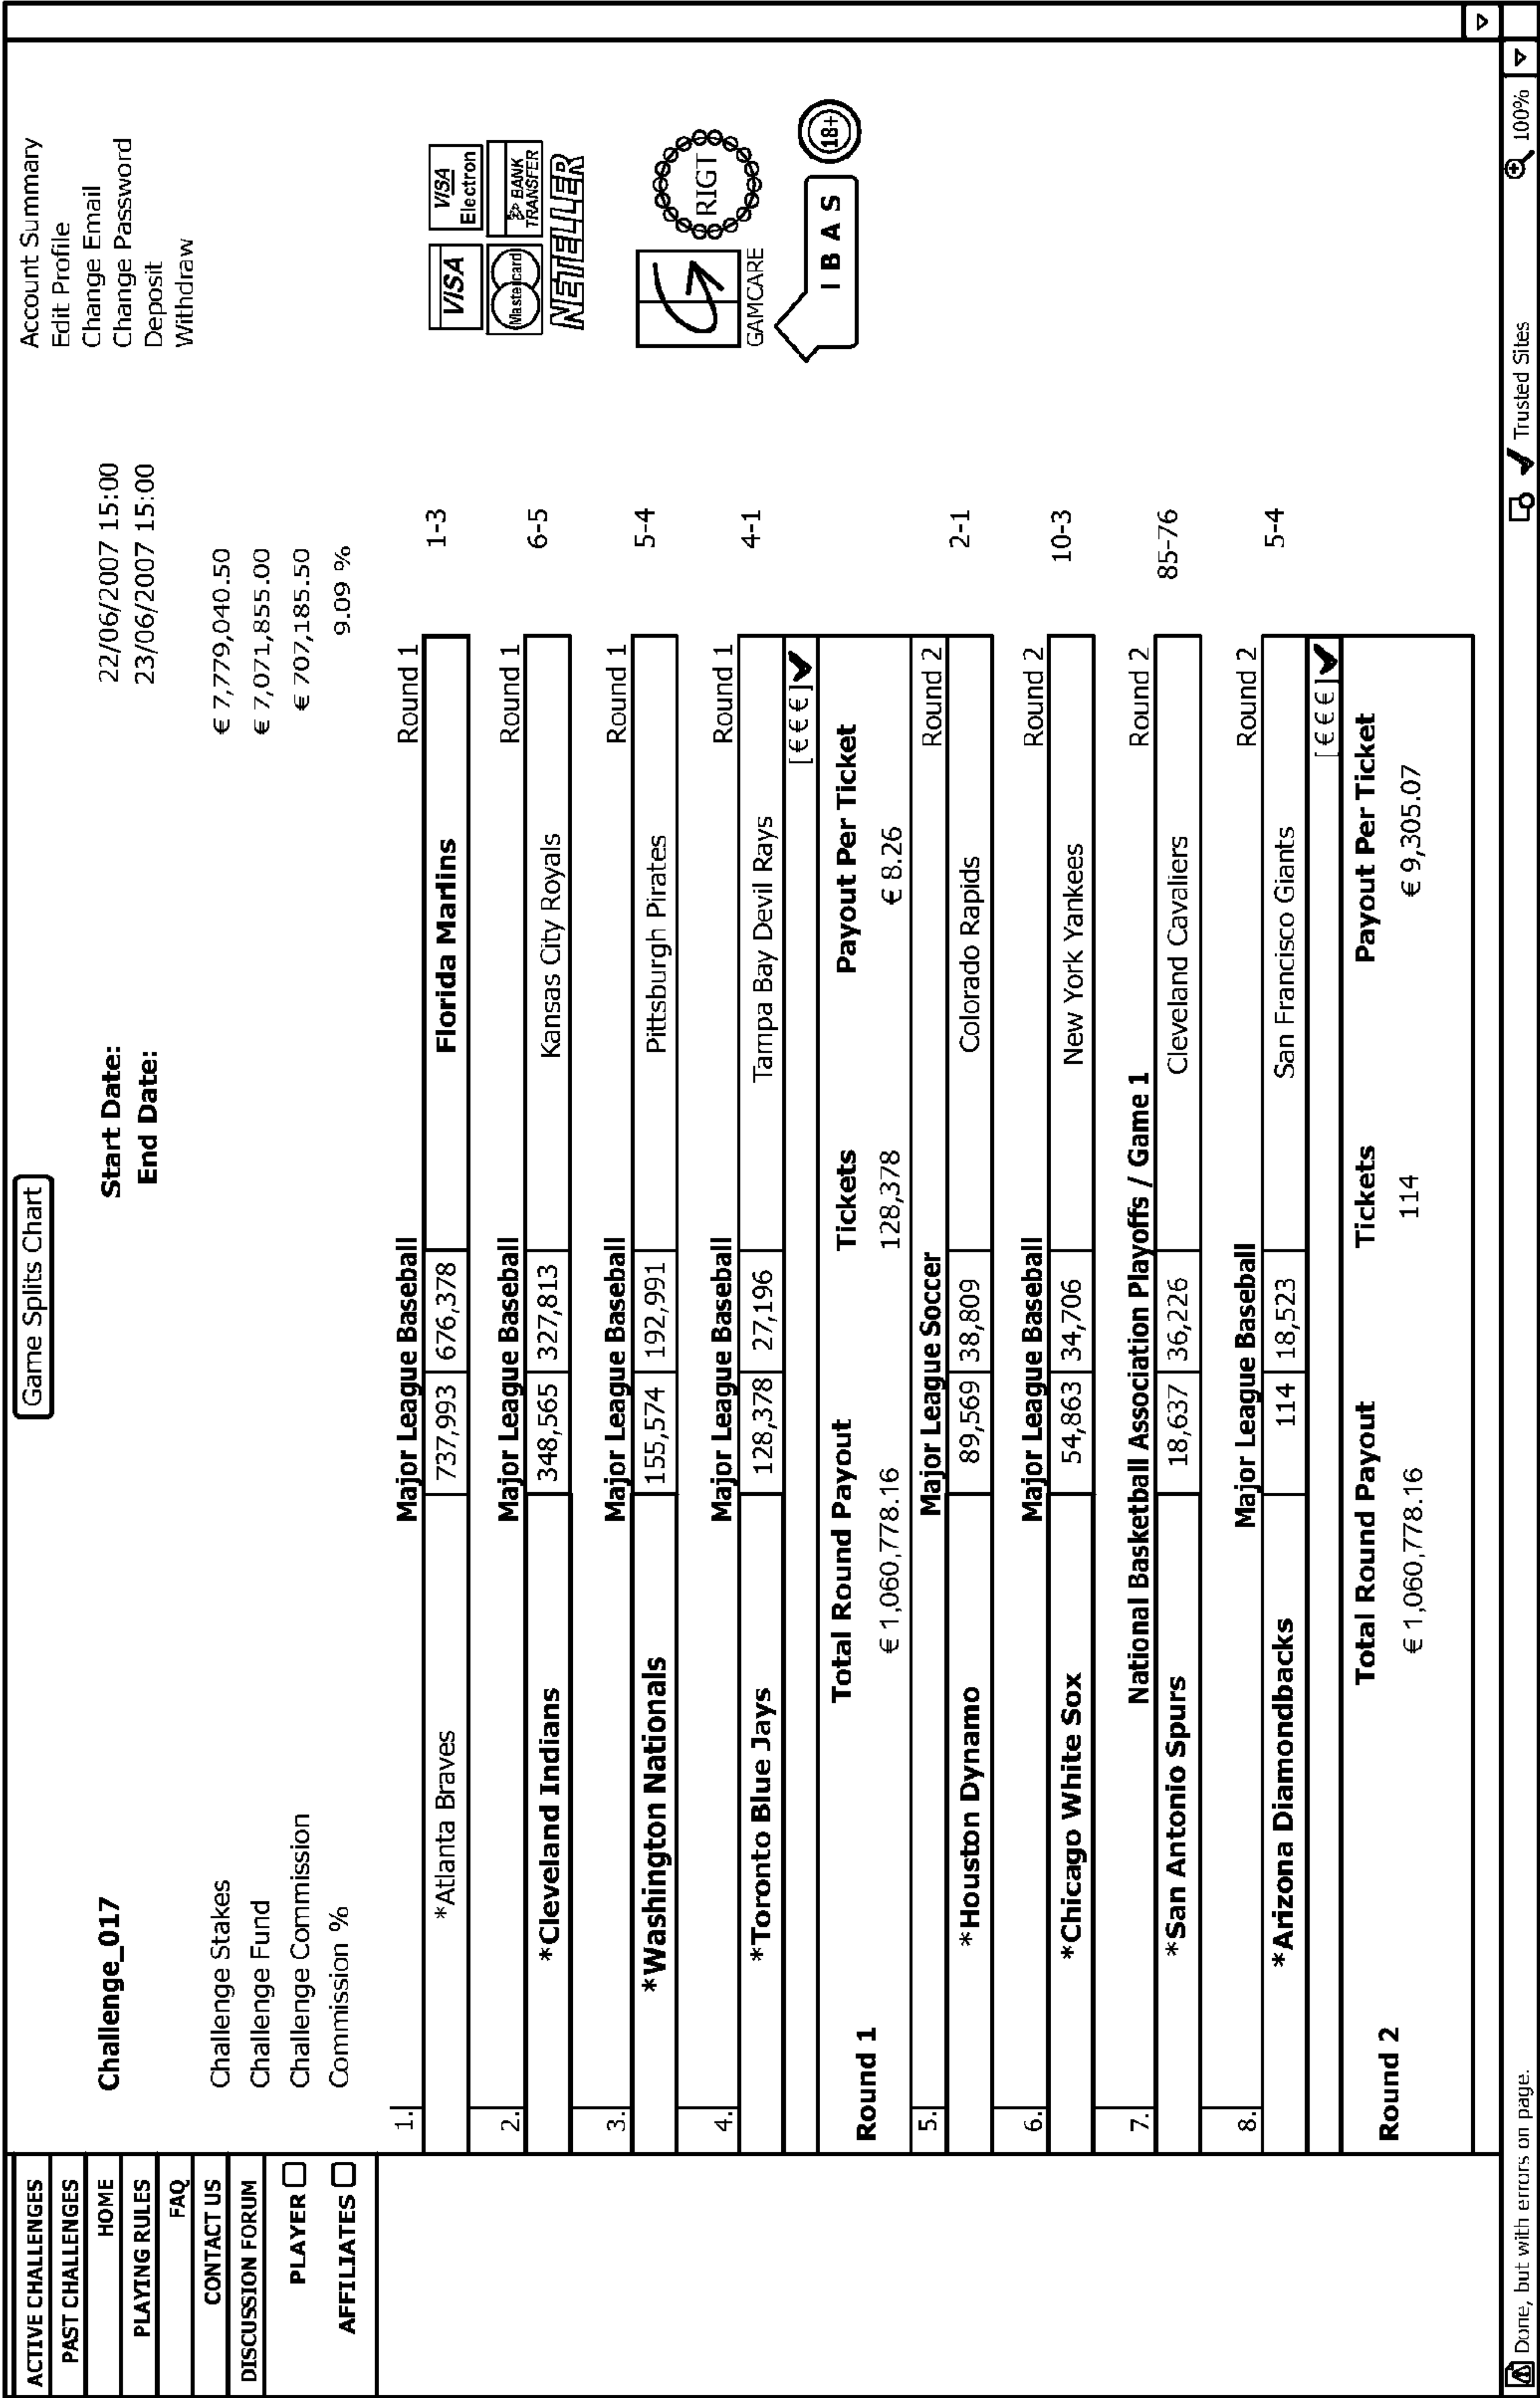 ACTIVE CHALLENGES
PAST CHALLENGES
HOME
PLAYING RULES
FAQ
CONTACT US
DISCUSSION FORUM
PLAYER
AFFILIATES
Game Splits Chart
Challenge_017
Start Date: 22/06/2007 15:00
End Date: 23/06/2007 15:00
Challenge Stakes € 7,779,040.50
Challenge Fund € 7,071,855.00
Challenge Commission € 707,185.50
Commission % 9.09 %
1. Major League Baseball Round 1
*Atlanta Braves 737,993 676,378 Florida Marlins 1-3
2. Major League Baseball Round 1
*Cleveland Indians 348,565 327,813 Kansas City Royals 6-5
3. Major League Baseball Round 1
*Washington Nationals 155,574 192,991 Pittsburgh Pirates 5-4
4. Major League Baseball Round 1
*Toronto Blue Jays 128,378 27,196 Tampa Bay Devil Rays 4-1
[€€€]
Total Round Payout Tickets Payout Per Ticket
Round 1 € 1,060,778.16 128,378 € 8.26
5. Major League Soccer Round 2
*Houston Dynamo 89,569 38,809 Colorado Rapids 2-1
6. Major League Baseball Round 2
*Chicago White Sox 54,863 34,706 New York Yankees 10-3
7. National Basketball Association Playoffs / Game 1 Round 2
*San Antonio Spurs 18,637 36,226 Cleveland Cavaliers 85-76
8. Major League Baseball Round 2
*Arizona Diamondbacks 114 18,523 San Francisco Giants 5-4
[€€€]
Total Round Payout Tickets Payout Per Ticket
Round 2 € 1,060,778.16 114 € 9,305.07
Account Summary
Edit Profile
Change Email
Change Password
Deposit
Withdraw
VISA
VISA Electron
Mastercard
BANK TRANSFER
NETELLER
G
GAMCARE
RIGT
IBAS
18+
Done, but with errors on page.
Trusted Sites
100%